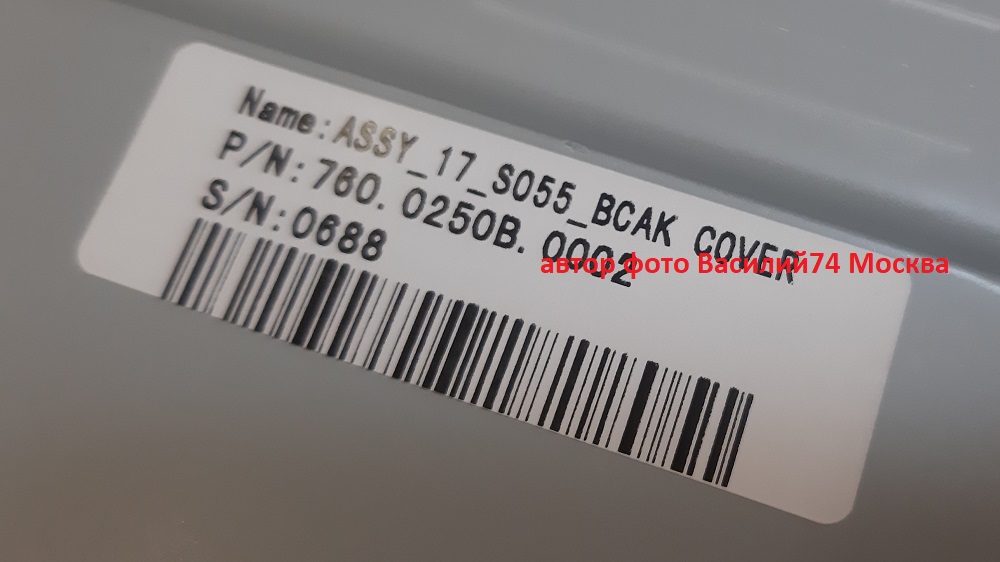 Name:ASSY_17_S055_BCAK COVER
P/N:760.0250B.0002
S/N:0688
автор фото Василий74 Москва